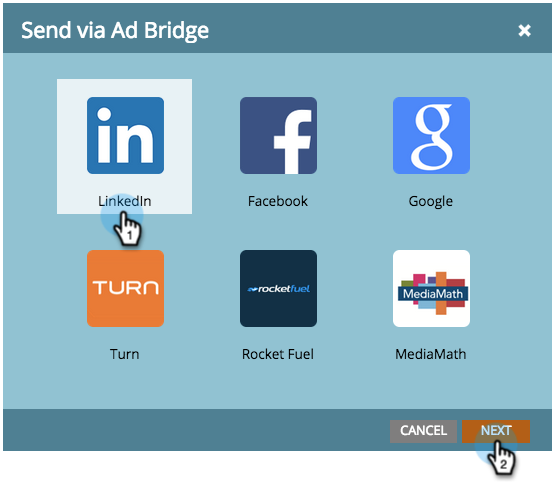 Send via Ad Bridge
in
f
g
LinkedIn
Facebook
Google
1
TURN
rocketfuel
MediaMath
Turn
Rocket Fuel
MediaMath
CANCEL
NEXT
2